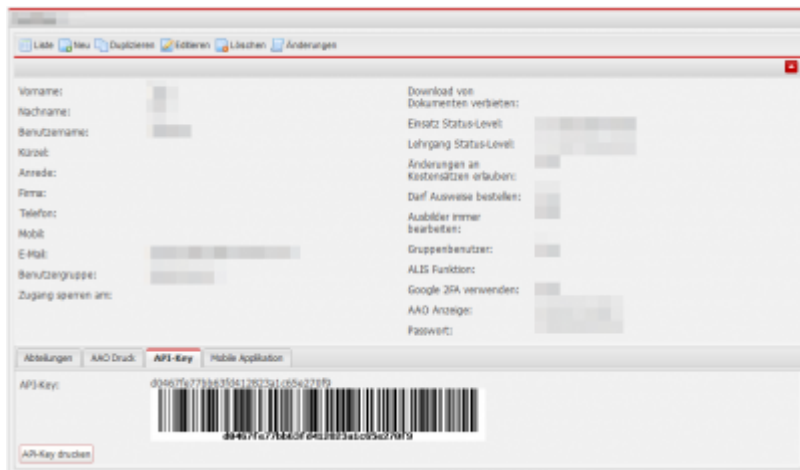 Liste Neu Duplizieren Editieren Löschen Änderungen
Vorname:
Nachname:
Benutzername:
Kürzel:
Anrede:
Firma:
Telefon:
Mobil:
E-Mail:
Benutzergruppe:
Zugang sperren am:
Download von
Dokumenten verbieten:
Einsatz Status-Level:
Lehrgang Status-Level:
Änderungen an
Kostensätzen erlauben:
Darf Ausweise bestellen:
Ausbilder immer
bearbeiten:
Gruppenbenutzer:
ALIS Funktion:
Google 2FA verwenden:
AAO Anzeige:
Passwort:
Abteilungen AAO Druck API-Key Mobile Applikation
API-Key: d0467fe77bb63fd412823a1c65e270f9
d0467fe77bb63fd412823a1c65e270f9
API-Key drucken